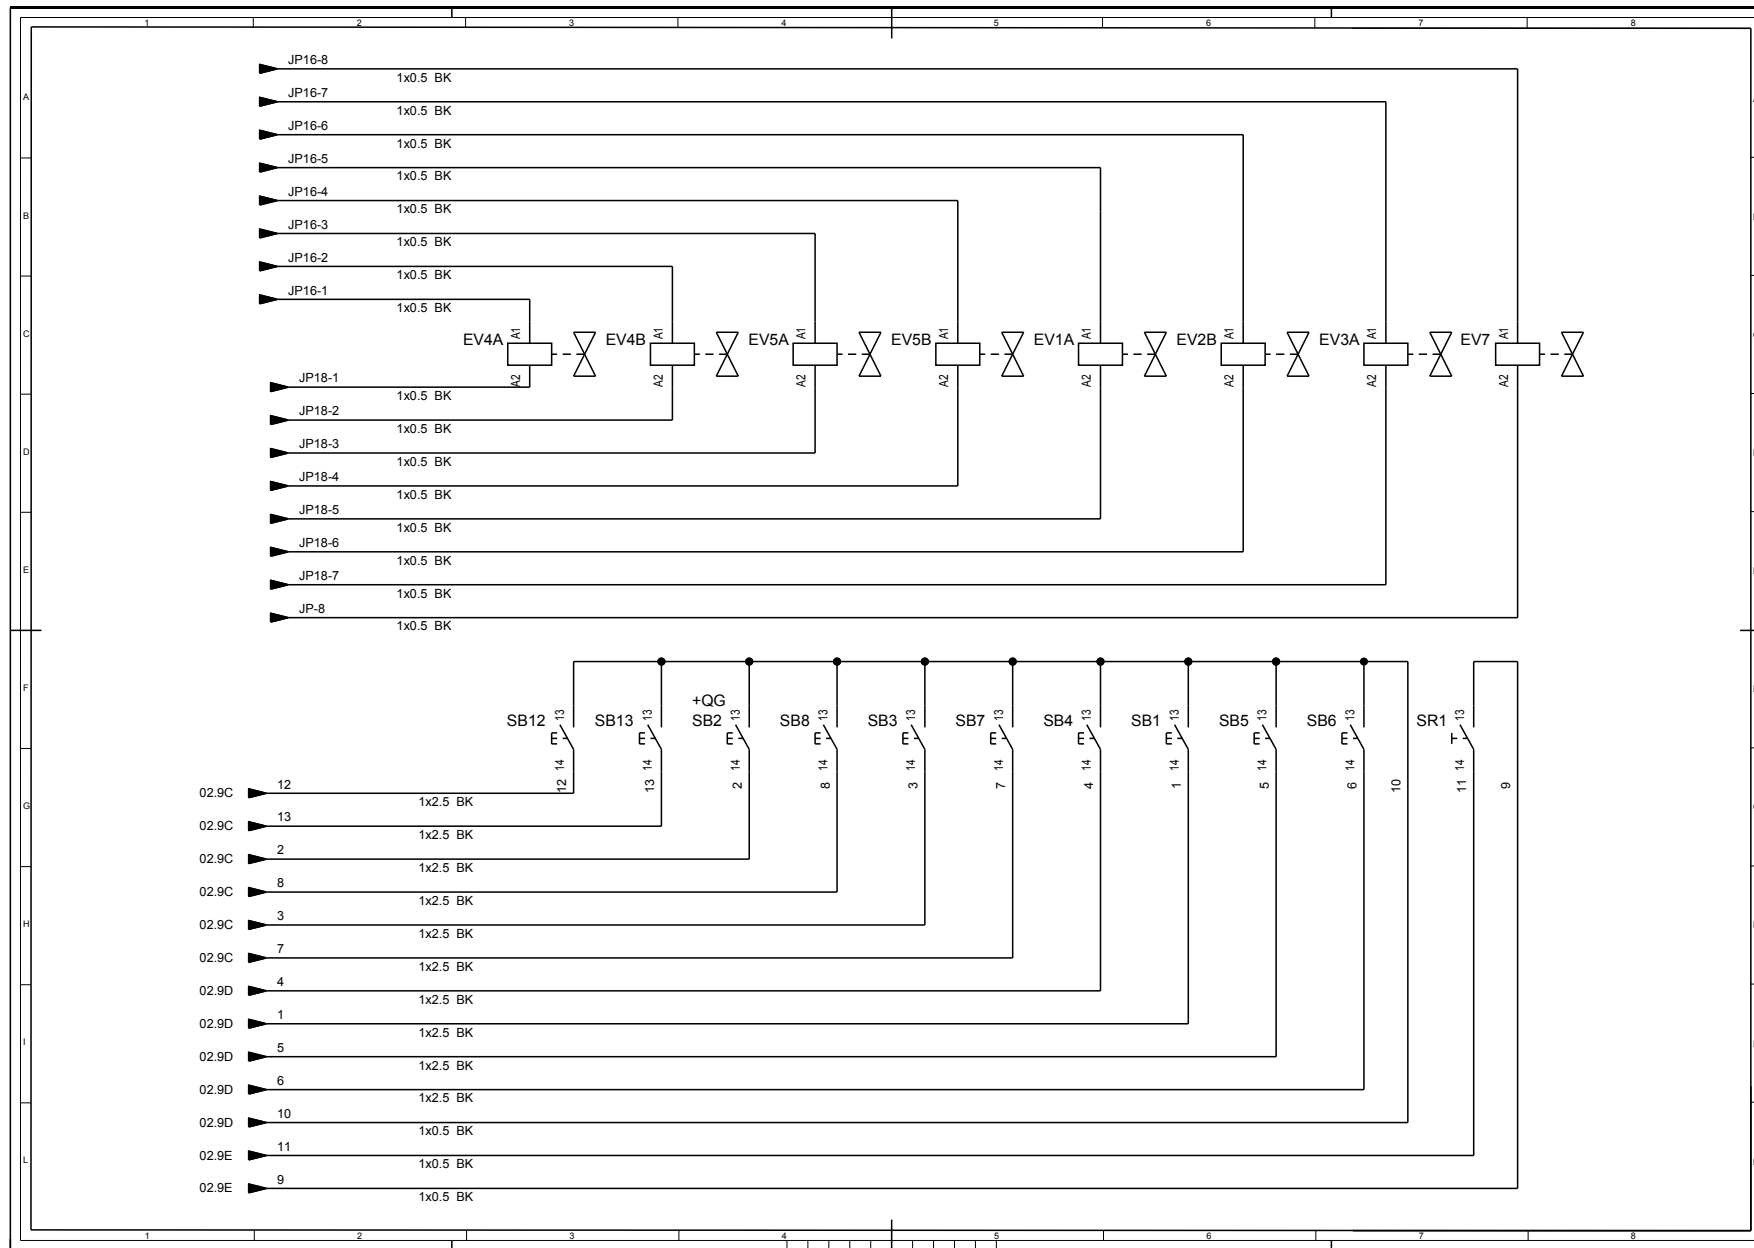 1 2 3 4 5 6 7 8
JP16-8
1x0.5 BK
A
JP16-7
1x0.5 BK
JP16-6
1x0.5 BK
JP16-5
1x0.5 BK
JP16-4
1x0.5 BK
B
JP16-3
1x0.5 BK
JP16-2
1x0.5 BK
JP16-1
1x0.5 BK
C
EV4A A1 EV4B A1 EV5A A1 EV5B A1 EV1A A1 EV2B A1 EV3A A1 EV7 A1
A2 A2 A2 A2 A2 A2 A2 A2
JP18-1
1x0.5 BK
JP18-2
1x0.5 BK
D
JP18-3
1x0.5 BK
JP18-4
1x0.5 BK
JP18-5
1x0.5 BK
JP18-6
1x0.5 BK
E
JP18-7
1x0.5 BK
JP-8
1x0.5 BK
F
+QG
SB12 13 SB13 13 SB2 13 SB8 13 SB3 13 SB7 13 SB4 13 SB1 13 SB5 13 SB6 13 SR1 13
14 14 14 14 14 14 14 14 14 14 14
12 13 2 8 3 7 4 1 5 6 10 11 9
02.9C 12
1x2.5 BK
G
02.9C 13
1x2.5 BK
02.9C 2
1x2.5 BK
02.9C 8
1x2.5 BK
H
02.9C 3
1x2.5 BK
02.9C 7
1x2.5 BK
02.9D 4
1x2.5 BK
02.9D 1
1x2.5 BK
I
02.9D 5
1x2.5 BK
02.9D 6
1x2.5 BK
02.9D 10
1x0.5 BK
02.9E 11
1x0.5 BK
L
02.9E 9
1x0.5 BK
1 2 3 4 5 6 7 8